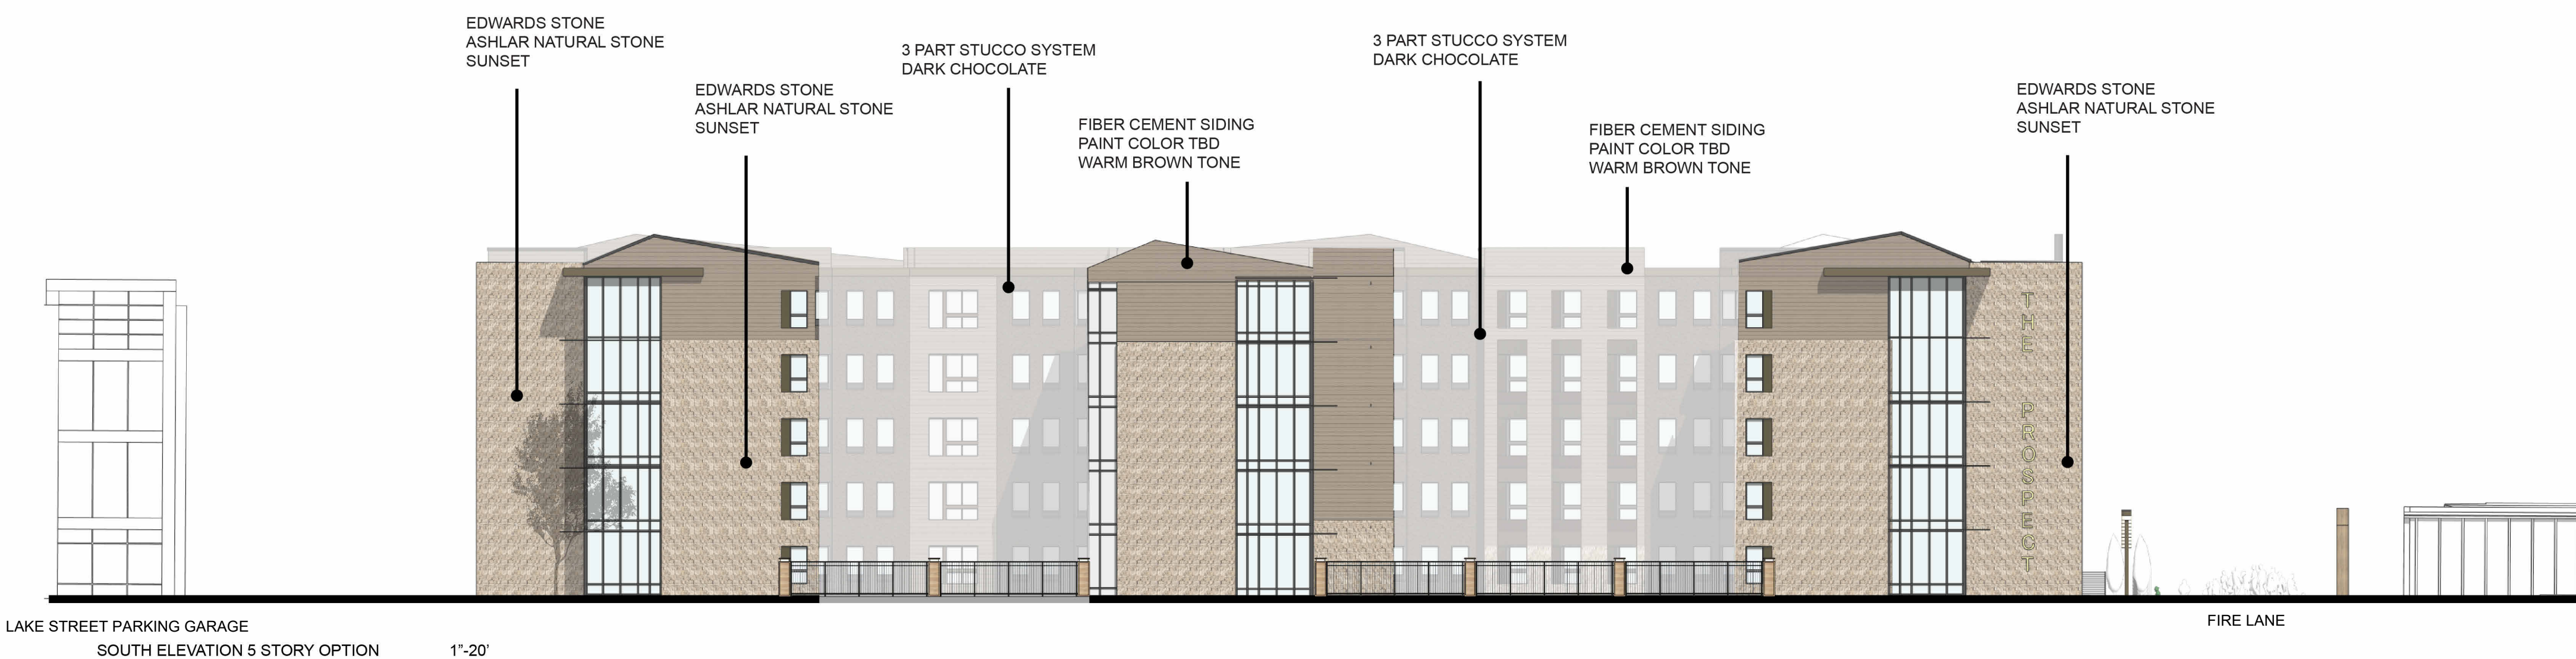 EDWARDS STONE
ASHLAR NATURAL STONE
SUNSET
EDWARDS STONE
ASHLAR NATURAL STONE
SUNSET
3 PART STUCCO SYSTEM
DARK CHOCOLATE
FIBER CEMENT SIDING
PAINT COLOR TBD
WARM BROWN TONE
3 PART STUCCO SYSTEM
DARK CHOCOLATE
FIBER CEMENT SIDING
PAINT COLOR TBD
WARM BROWN TONE
EDWARDS STONE
ASHLAR NATURAL STONE
SUNSET
THE PROSPECT
LAKE STREET PARKING GARAGE
FIRE LANE
SOUTH ELEVATION 5 STORY OPTION 1"-20'